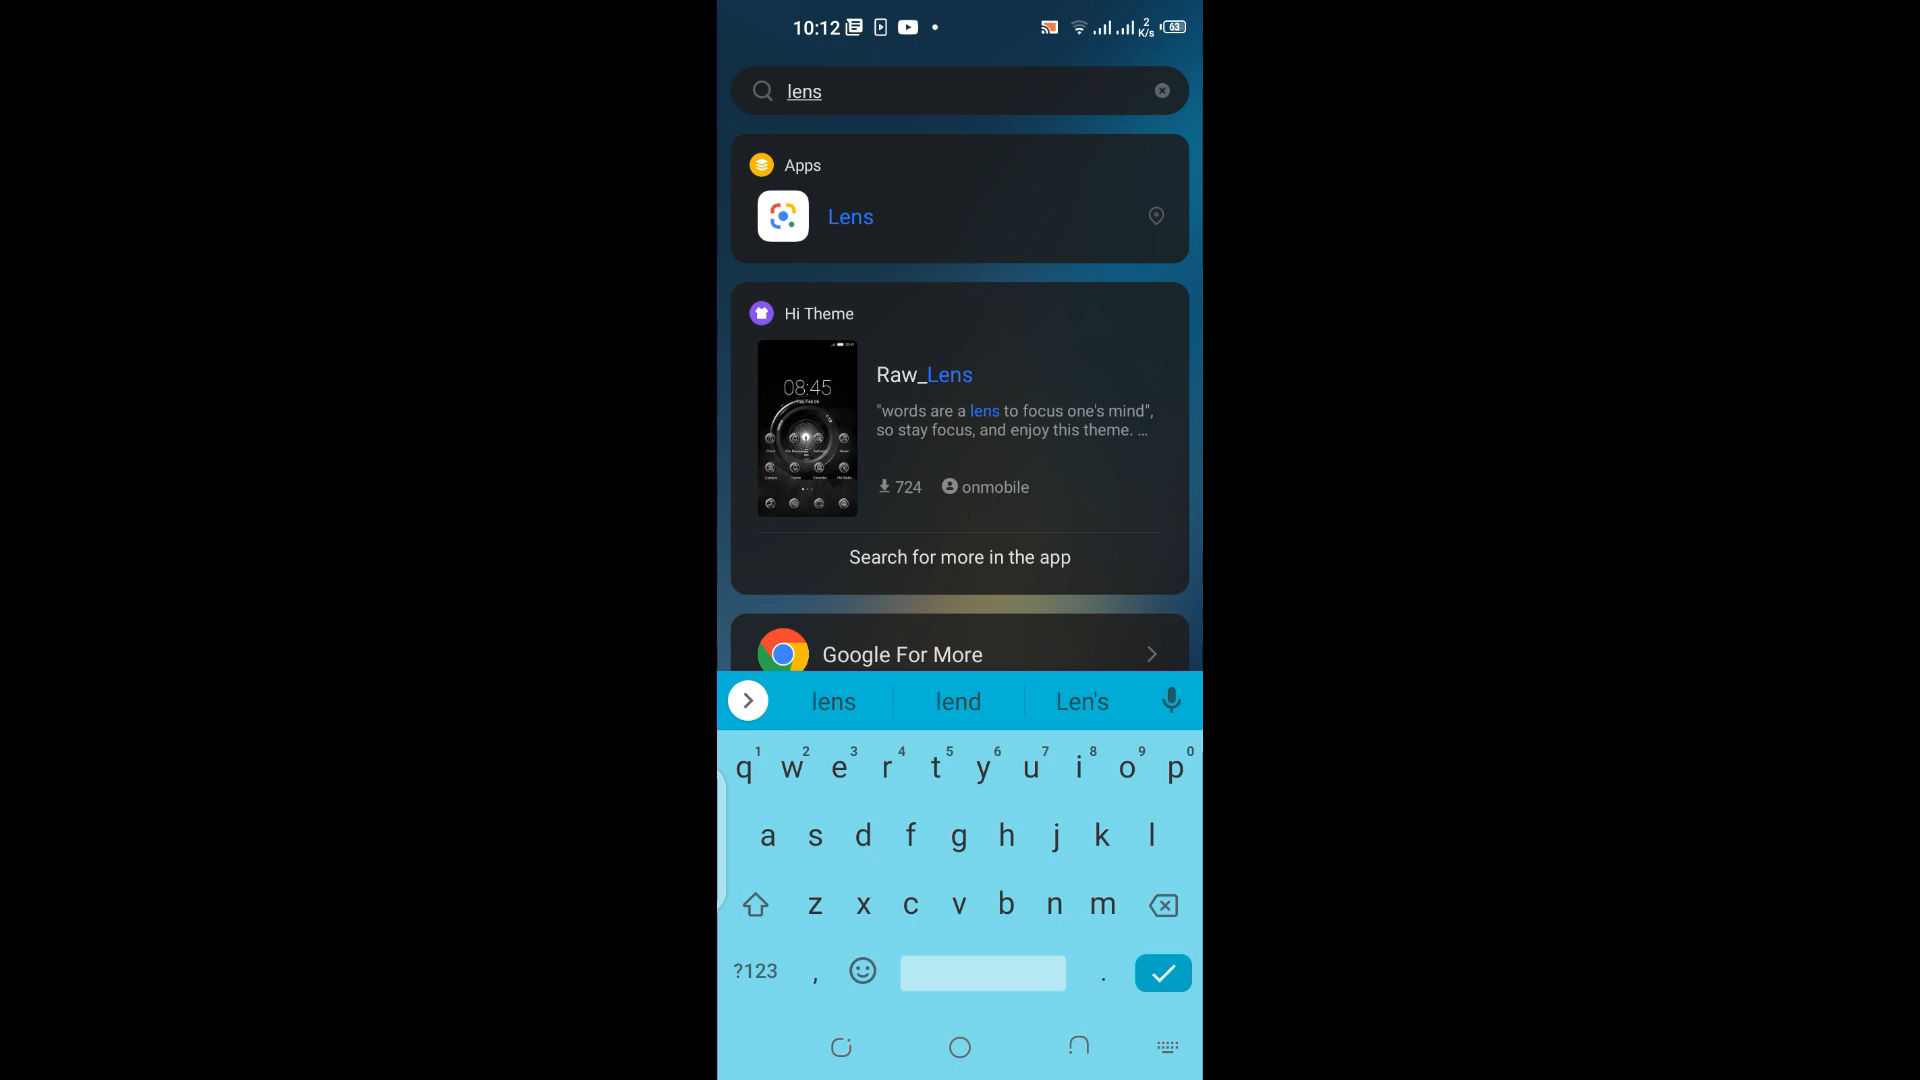 10:12
2
K/s
63
lens
Apps
Lens
Hi Theme
08:45
Raw_Lens
"words are a lens to focus one's mind",
so stay focus, and enjoy this theme. ...
724 onmobile
Search for more in the app
Google For More
lens lend Len's
1 2 3 4 5 6 7 8 9 0
q w e r t y u i o p
a s d f g h j k l
z x c v b n m
?123 , .